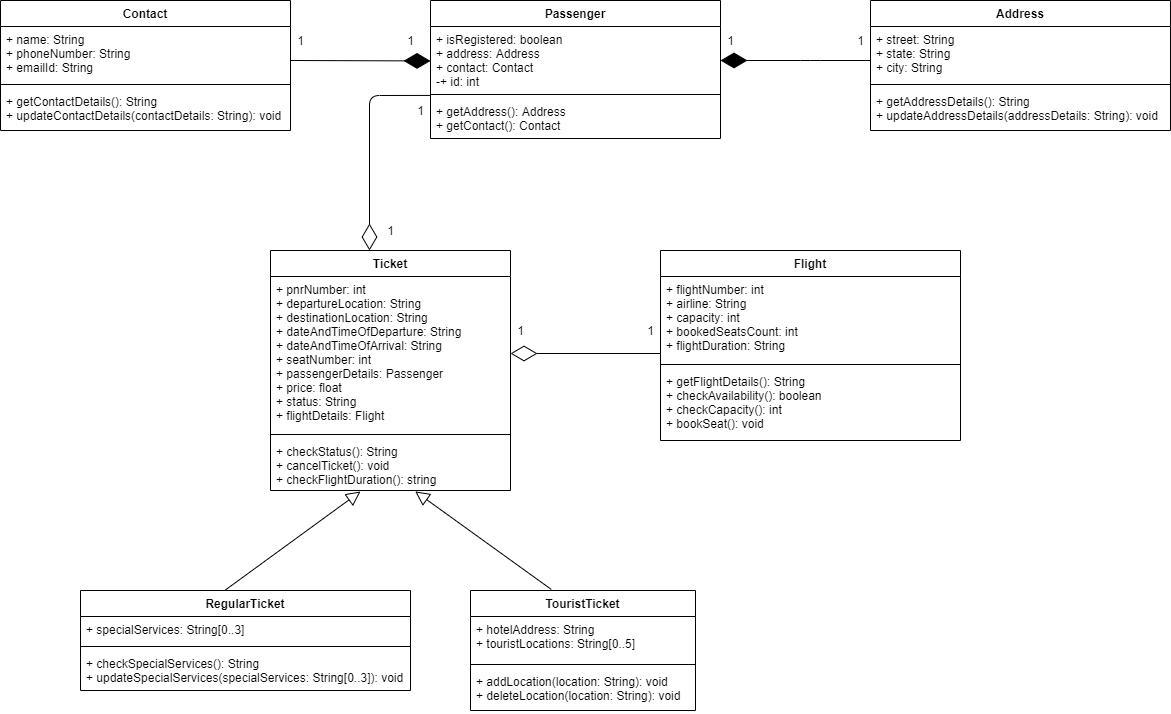 Contact
+ name: String
+ phoneNumber: String
+ emailId: String
+ getContactDetails(): String
+ updateContactDetails(contactDetails: String): void
1
1
Passenger
+ isRegistered: boolean
+ address: Address
+ contact: Contact
-+ id: int
+ getAddress(): Address
+ getContact(): Contact
1
1
Address
+ street: String
+ state: String
+ city: String
+ getAddressDetails(): String
+ updateAddressDetails(addressDetails: String): void
1
1
Ticket
+ pnrNumber: int
+ departureLocation: String
+ destinationLocation: String
+ dateAndTimeOfDeparture: String
+ dateAndTimeOfArrival: String
+ seatNumber: int
+ passengerDetails: Passenger
+ price: float
+ status: String
+ flightDetails: Flight
+ checkStatus(): String
+ cancelTicket(): void
+ checkFlightDuration(): string
1
1
Flight
+ flightNumber: int
+ airline: String
+ capacity: int
+ bookedSeatsCount: int
+ flightDuration: String
+ getFlightDetails(): String
+ checkAvailability(): boolean
+ checkCapacity(): int
+ bookSeat(): void
RegularTicket
+ specialServices: String[0..3]
+ checkSpecialServices(): String
+ updateSpecialServices(specialServices: String[0..3]): void
TouristTicket
+ hotelAddress: String
+ touristLocations: String[0..5]
+ addLocation(location: String): void
+ deleteLocation(location: String): void